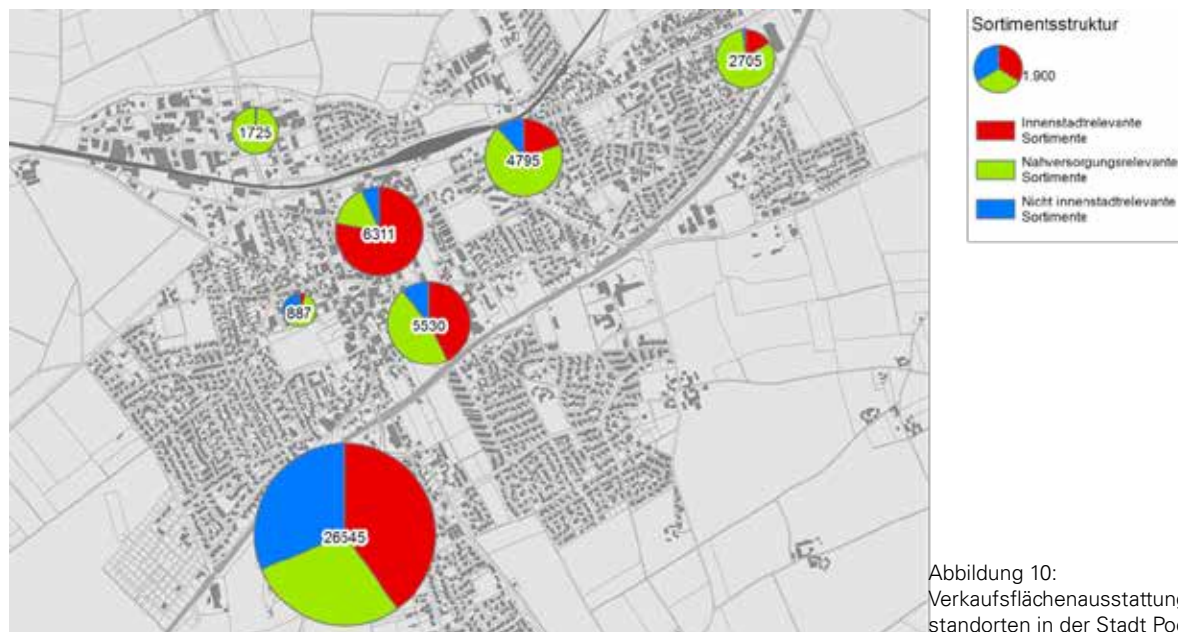 2705
1725
4795
6311
887
5530
26545
Sortimentsstruktur
1.900
Innenstadtrelevante
Sortimente
Nahversorgungsrelevante
Sortimente
Nicht innenstadtrelevante
Sortimente
Abbildung 10:
Verkaufsflächenausstattung
standorten in der Stadt Poc